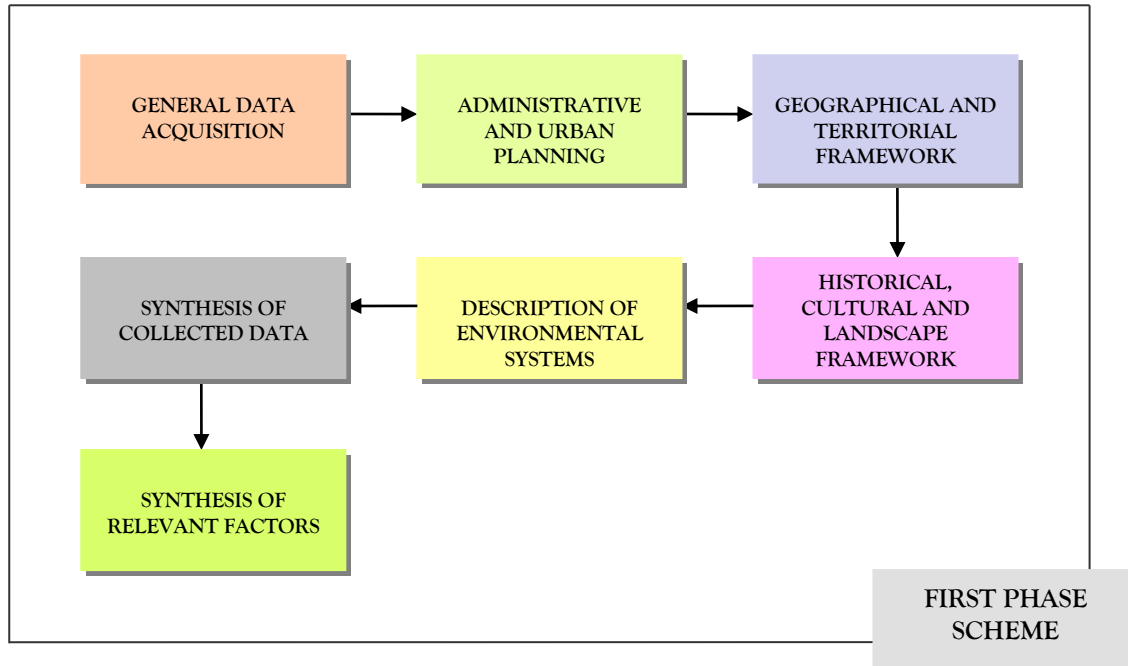 GENERAL DATA
ACQUISITION
ADMINISTRATIVE
AND URBAN
PLANNING
GEOGRAPHICAL AND
TERRITORIAL
FRAMEWORK
HISTORICAL,
CULTURAL AND
LANDSCAPE
FRAMEWORK
DESCRIPTION OF
ENVIRONMENTAL
SYSTEMS
SYNTHESIS OF
COLLECTED DATA
SYNTHESIS OF
RELEVANT FACTORS
FIRST PHASE
SCHEME